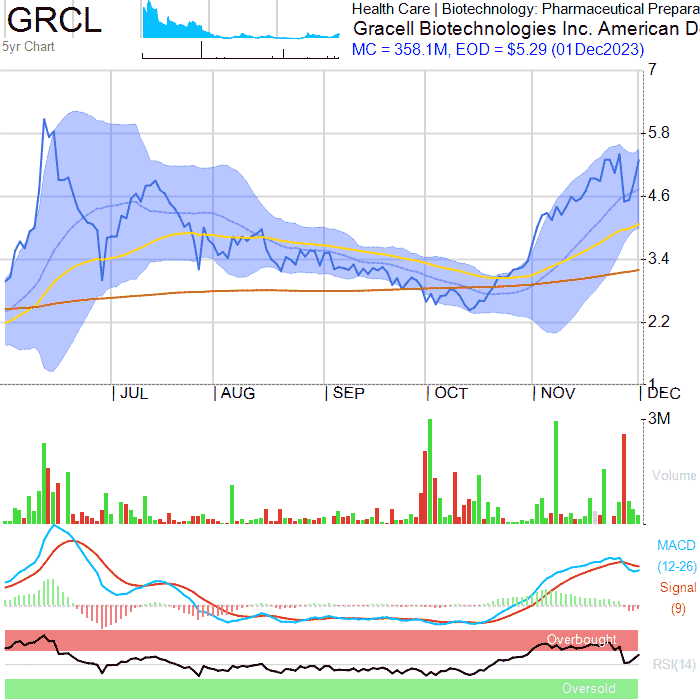 GRCL
5yr Chart
Health Care | Biotechnology: Pharmaceutical Prepara
Gracell Biotechnologies Inc. American D
MC = 358.1M, EOD = $5.29 (01Dec2023)
7
5.8
4.6
3.4
2.2
1
JUL
AUG
SEP
OCT
NOV
DEC
3M
Volume
MACD
(12-26)
Signal
(9)
Overbought
RSI(14)
Oversold